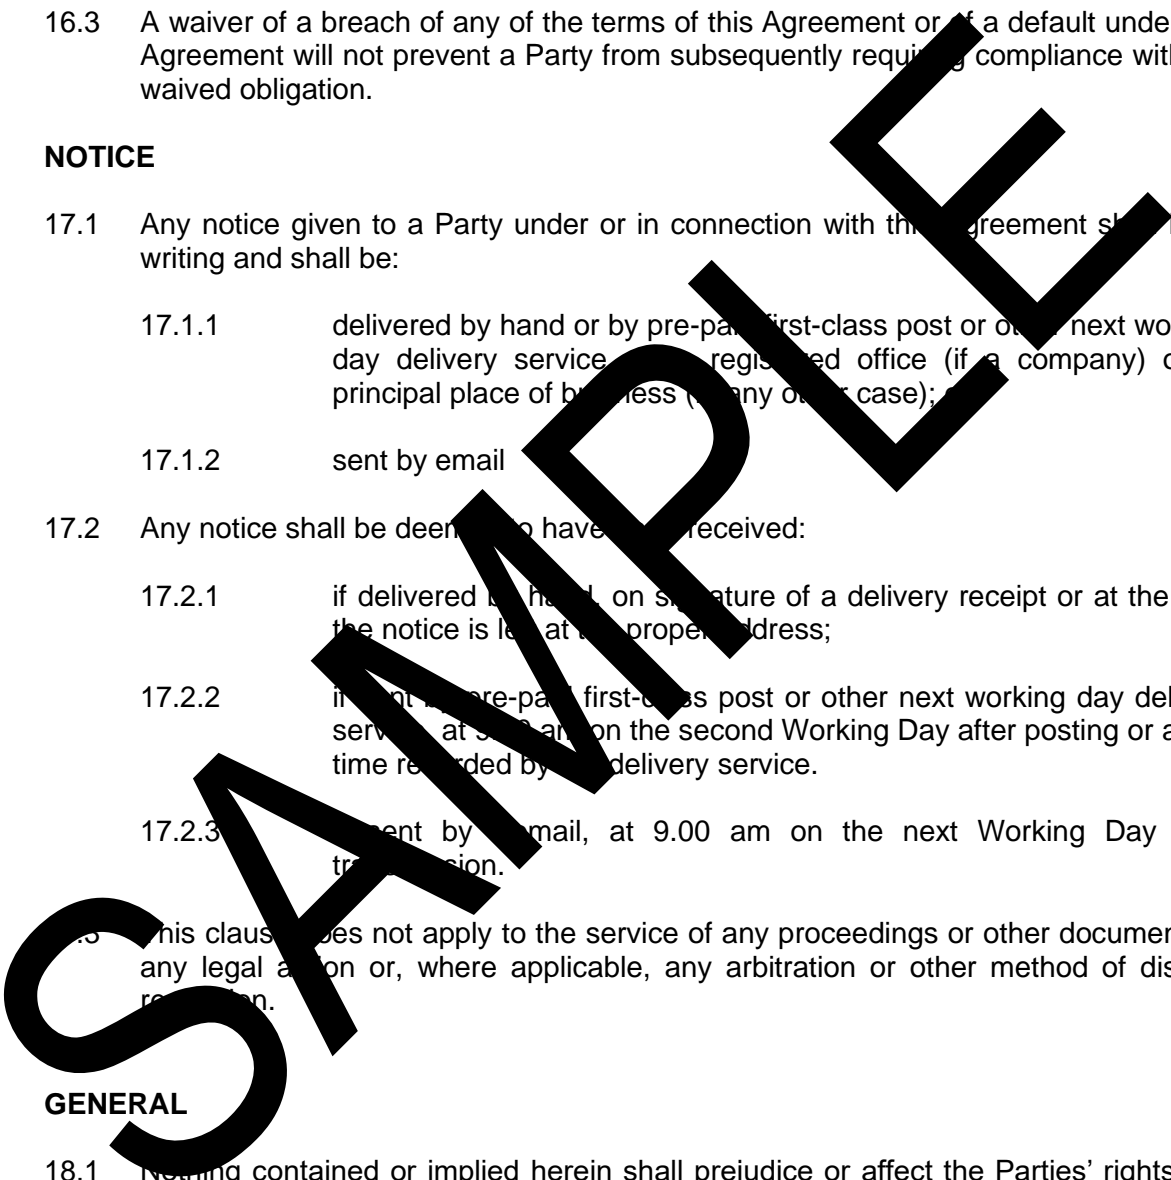 16.3 A waiver of a breach of any of the terms of this Agreement or of a default unde
Agreement will not prevent a Party from subsequently requiring compliance wit
waived obligation.
NOTICE
17.1 Any notice given to a Party under or in connection with this Agreement shall
writing and shall be:
17.1.1 delivered by hand or by pre-paid first-class post or other next wo
day delivery service registered office (if a company) o
principal place of business (any other case);
17.1.2 sent by email
17.2 Any notice shall be deemed to have received:
17.2.1 if delivered by hand, on signature of a delivery receipt or at the
the notice is left at the proper address;
17.2.2 if sent by pre-paid first-class post or other next working day del
service, at am on the second Working Day after posting or a
time recorded by delivery service.
17.2.3 sent by email, at 9.00 am on the next Working Day
transmission.
This clause does not apply to the service of any proceedings or other documen
any legal action or, where applicable, any arbitration or other method of dis
GENERAL
18.1 Nothing contained or implied herein shall prejudice or affect the Parties' rights
SAMPLE